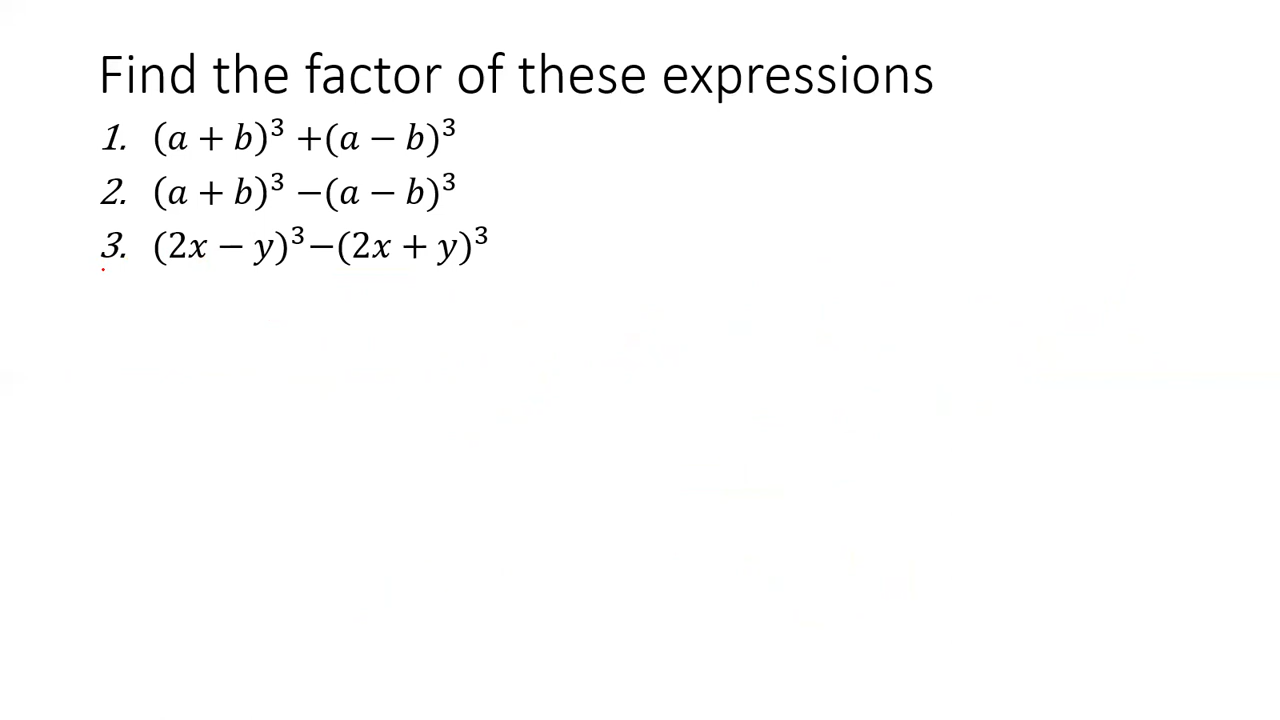 Find the factor of these expressions
1. (a + b)³ +(a − b)³
2. (a + b)³ −(a − b)³
3. (2x − y)³−(2x + y)³